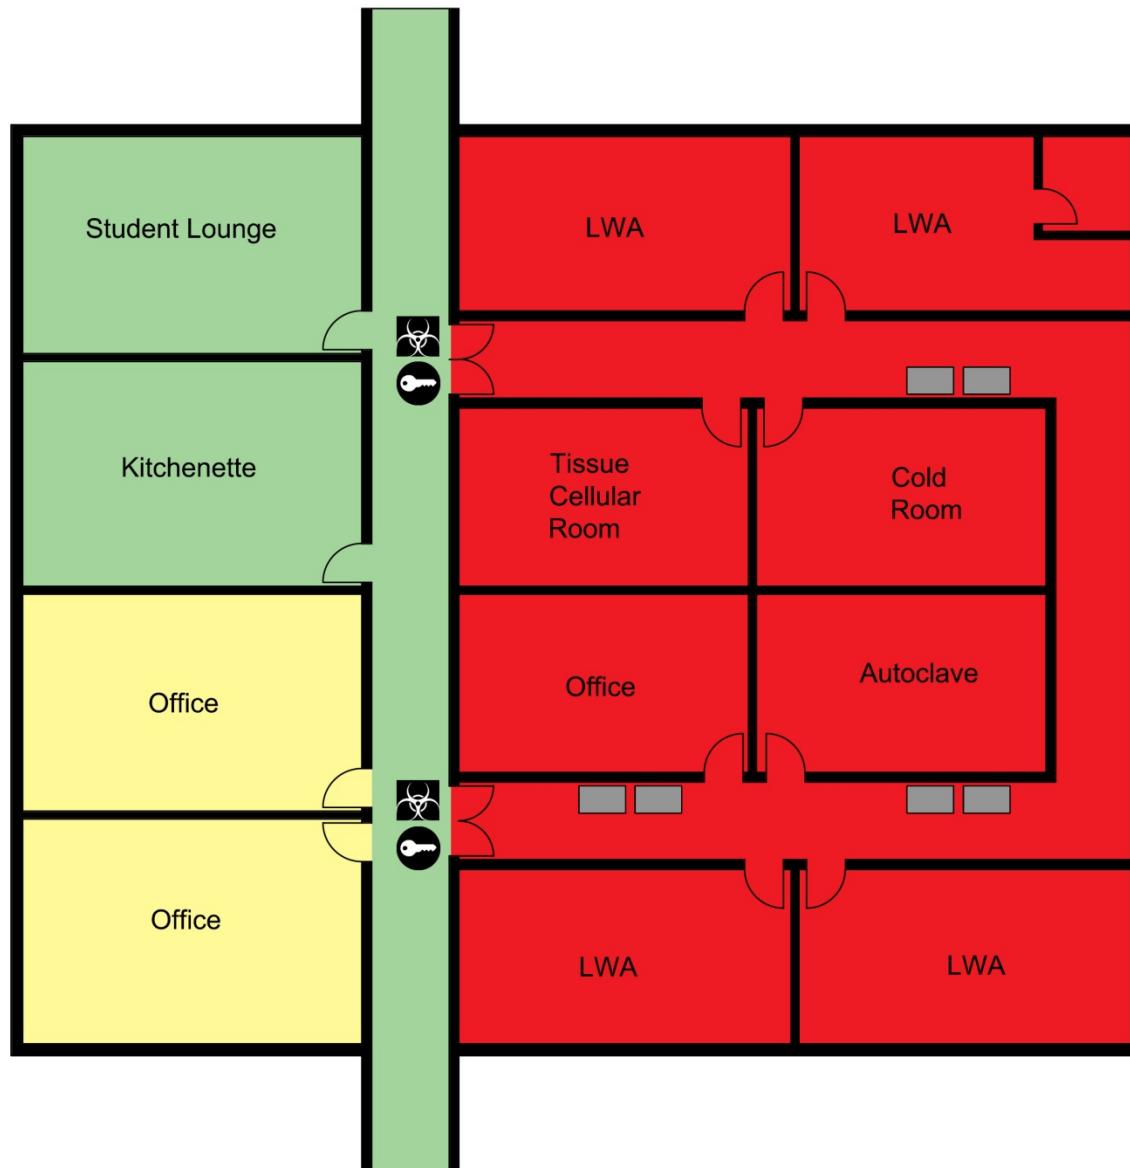 Student Lounge
LWA
LWA
Kitchenette
Tissue
Cellular
Room
Cold
Room
Office
Office
Autoclave
Office
LWA
LWA